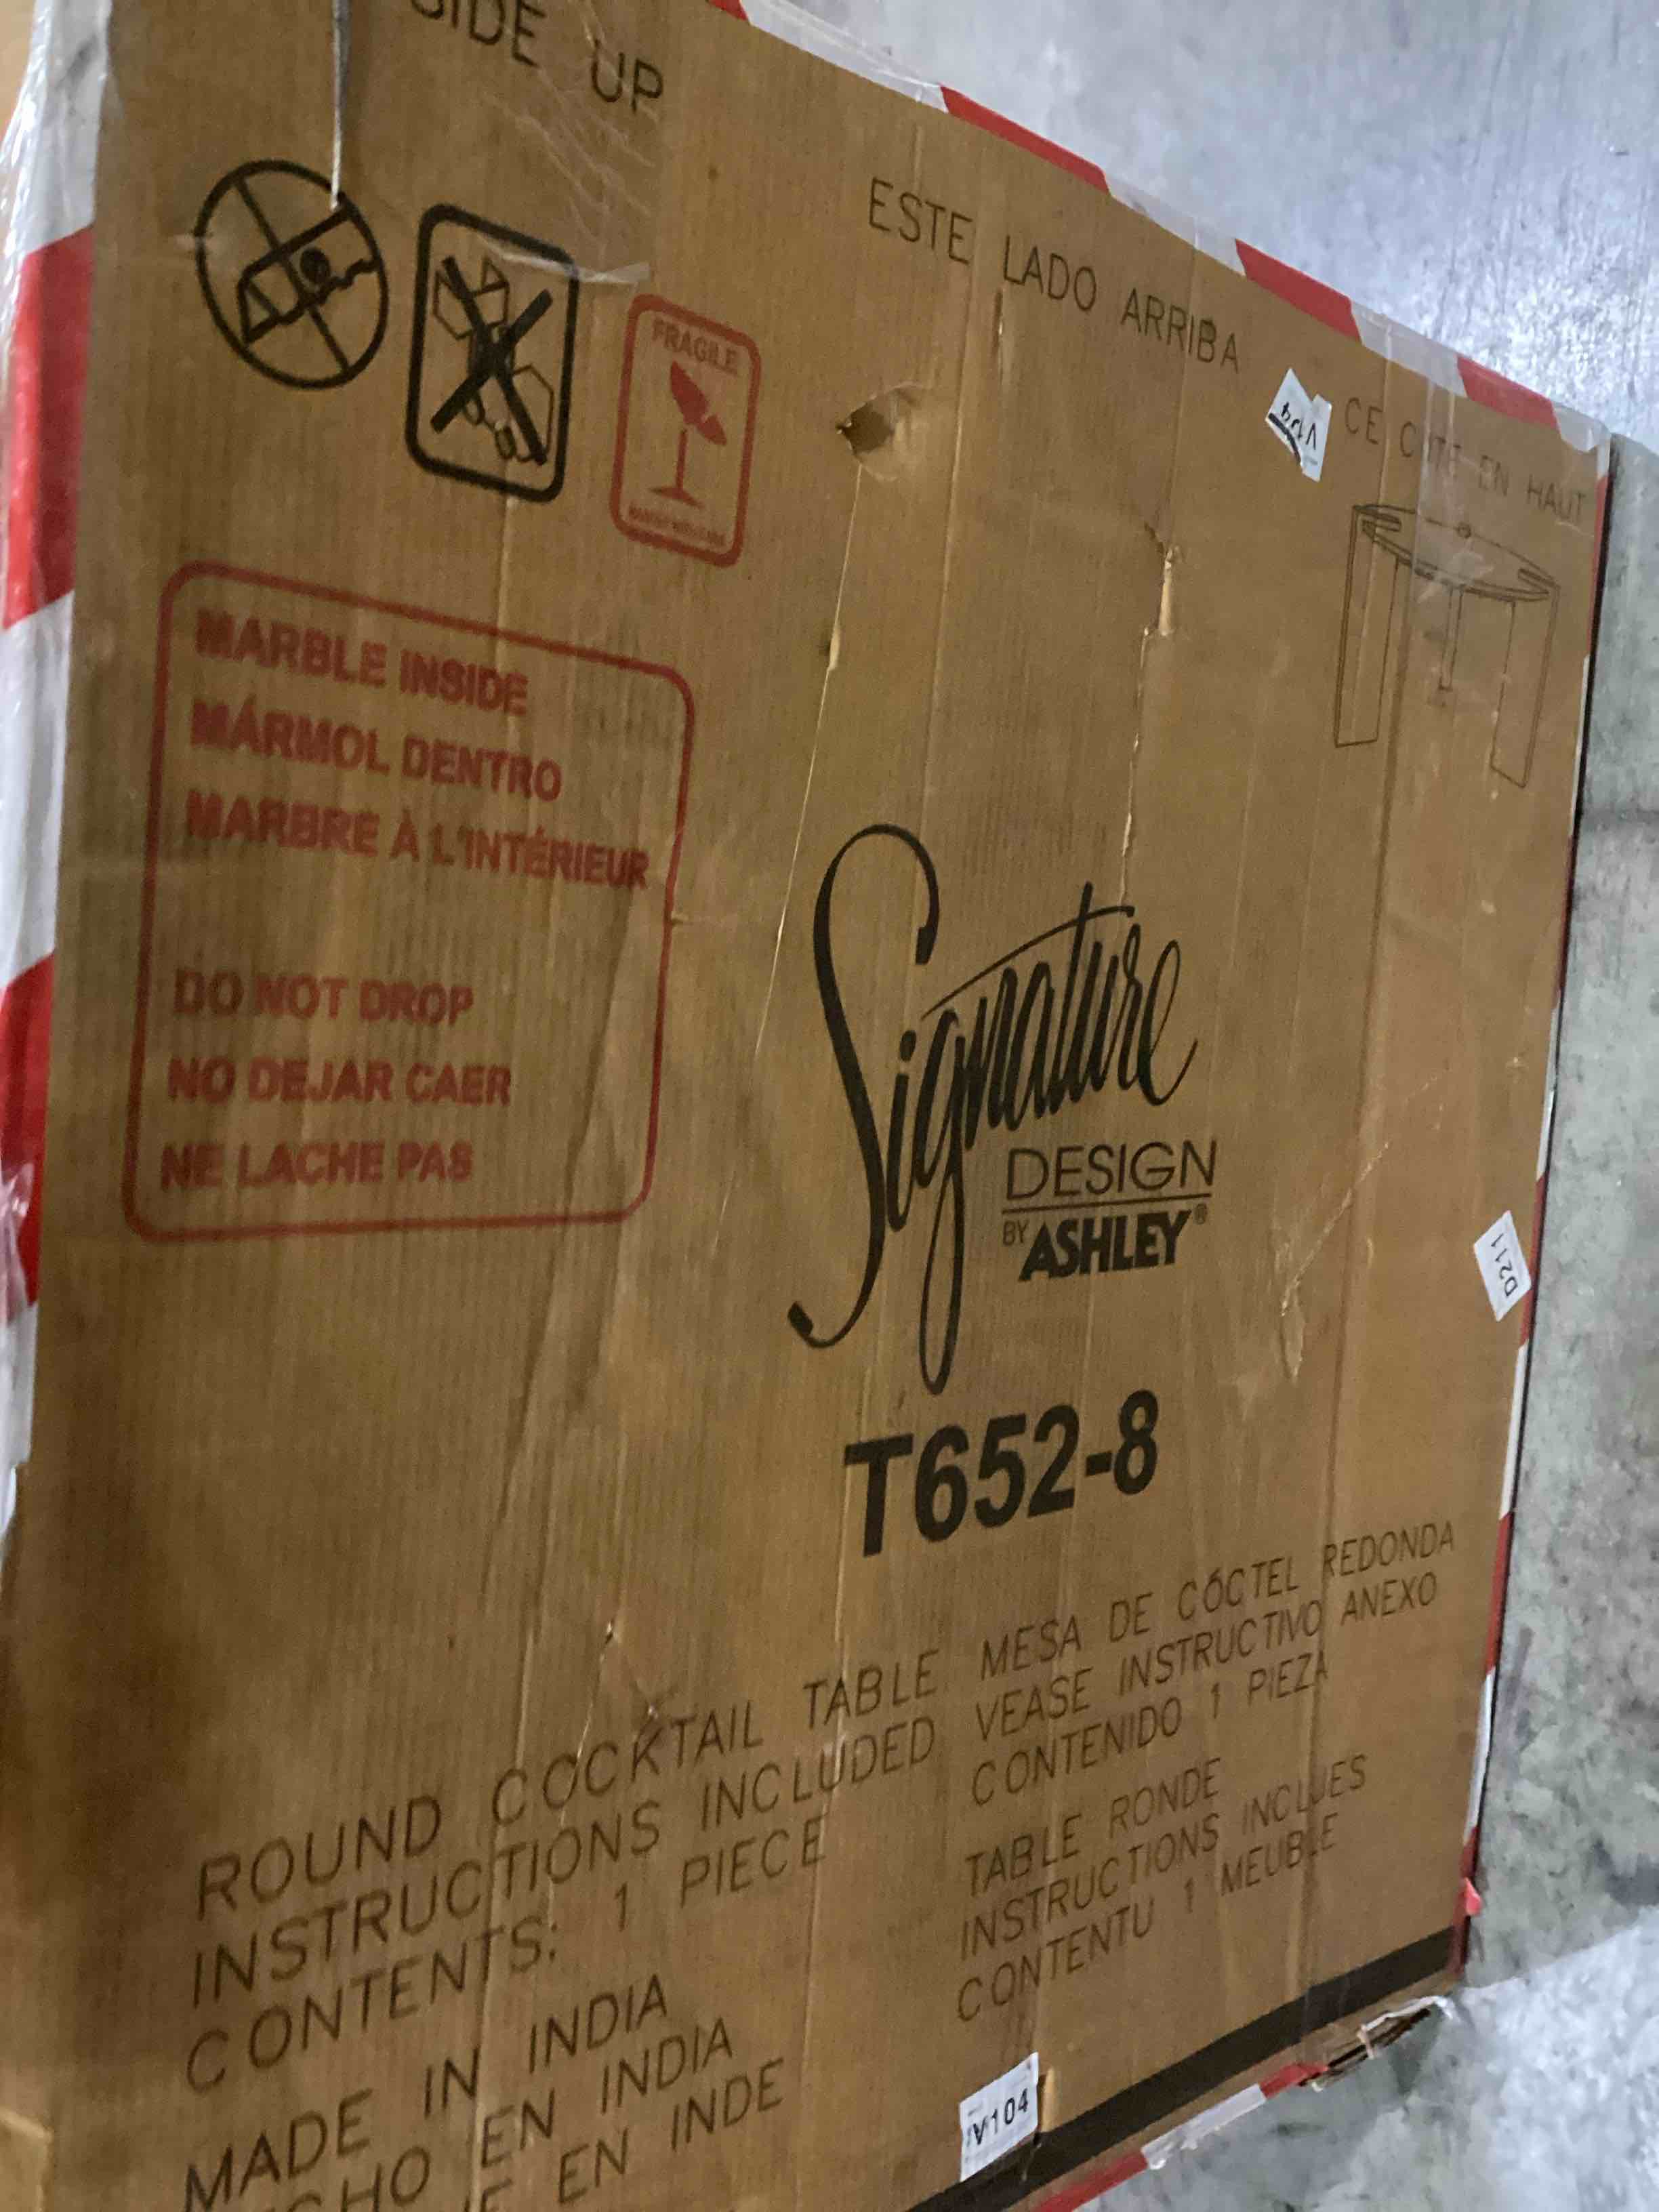 SIDE UP
ESTE LADO ARRIBA
CE COTE EN HAUT
FRAGILE
MARBLE INSIDE
MÁRMOL DENTRO
MARBRE À L'INTÉRIEUR
DO NOT DROP
NO DEJAR CAER
NE LACHE PAS
Signature
DESIGN
BY ASHLEY®
D211
T652-8
ROUND COCKTAIL TABLE
INSTRUCTIONS INCLUDED
CONTENTS: 1 PIECE
MESA DE CÓCTEL REDONDA
VEASE INSTRUCTIVO ANEXO
CONTENIDO 1 PIEZA
TABLE RONDE
INSTRUCTIONS INCLUES
CONTENTU 1 MEUBLE
MADE IN INDIA
ECHO EN INDIA
EN INDE
V104